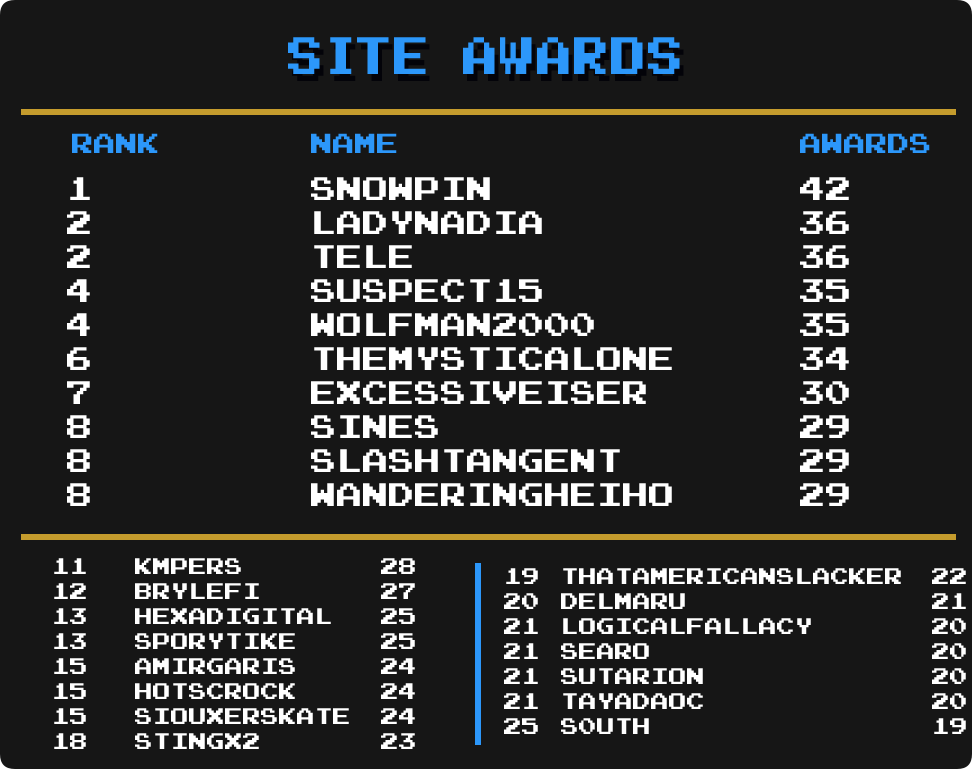 SITE AWARDS
RANK NAME AWARDS
1 SNOWPIN 42
2 LADYNADIA 36
2 TELE 36
4 SUSPECT15 35
4 WOLFMAN2000 35
6 THEMYSTICALONE 34
7 EXCESSIVEISER 30
8 SINES 29
8 SLASHTANGENT 29
8 WANDERINGHEIHO 29
11 KMPERS 28
12 BRYLEFI 27
13 HEXADIGITAL 25
13 SPORYTIKE 25
15 AMIRGARIS 24
15 HOTSCROCK 24
15 SIOUXERSKATE 24
18 STINGX2 23
19 THATAMERICANSLACKER 22
20 DELMARU 21
21 LOGICALFALLACY 20
21 SEARO 20
21 SUTARION 20
21 TAYADAOC 20
25 SOUTH 19